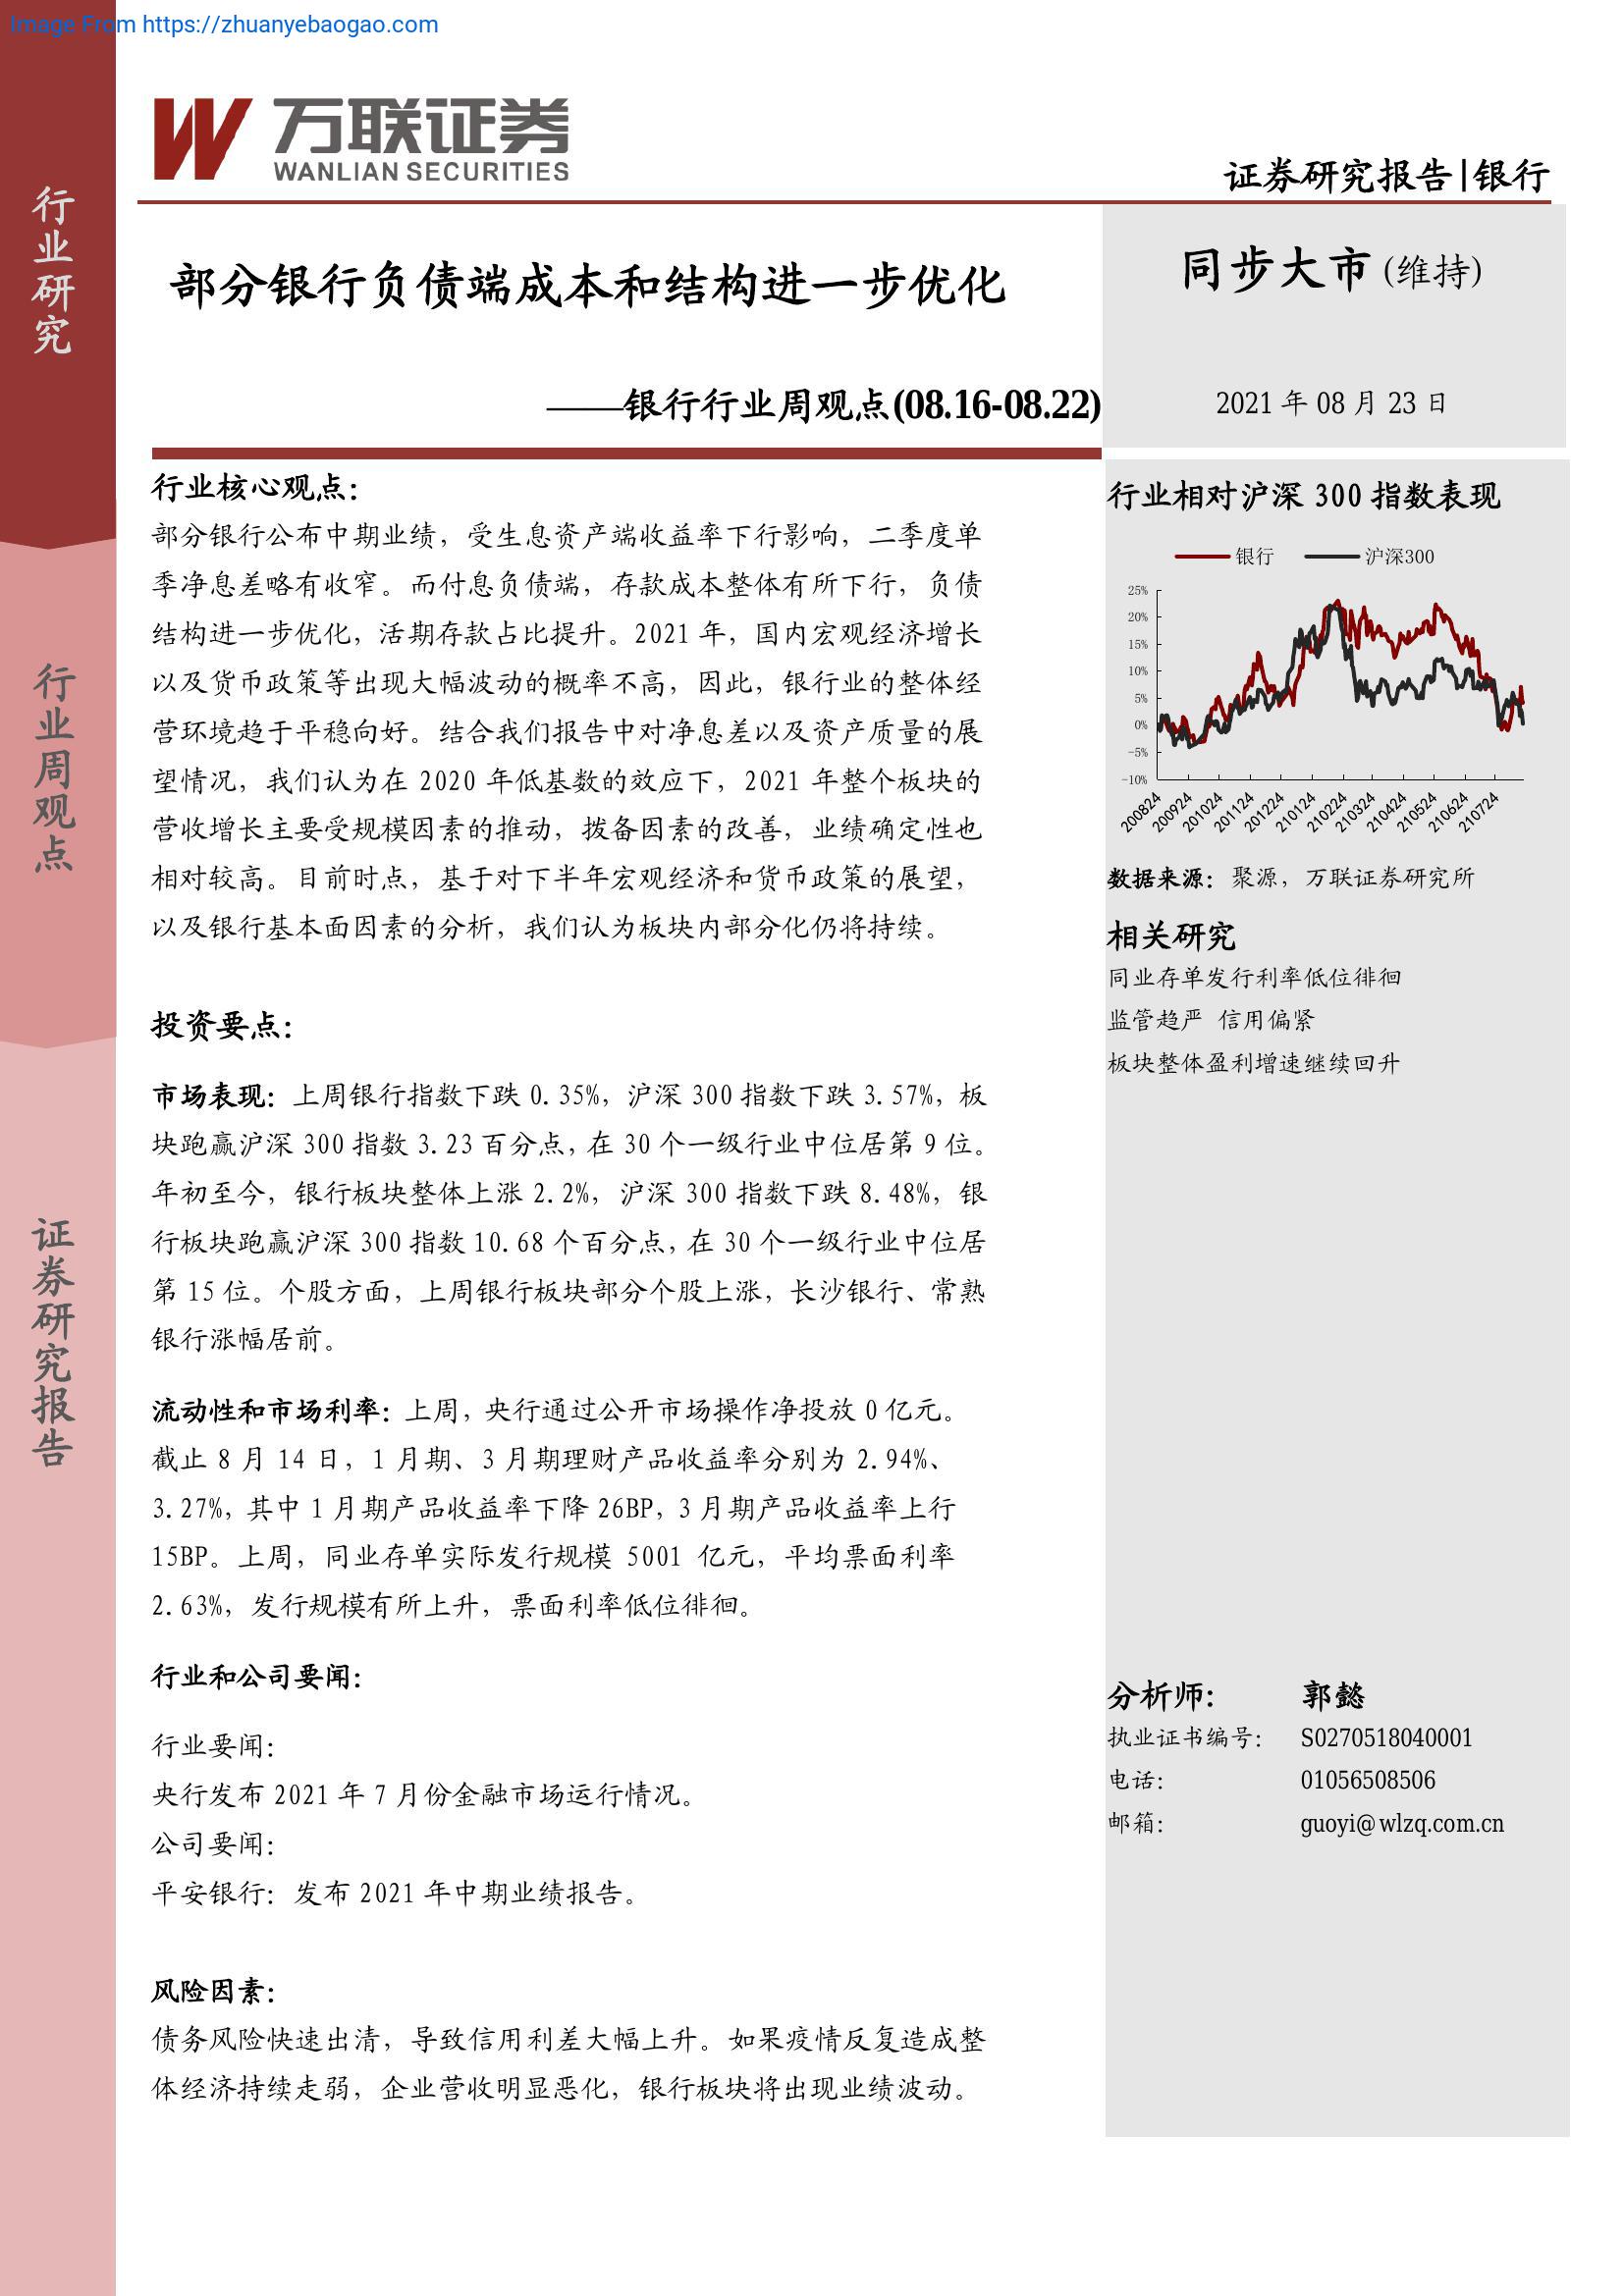 Image From https://zhuanyebaogao.com
万联证券
WANLIAN SECURITIES
证券研究报告|银行
行业研究
行业周观点
证券研究报告
部分银行负债端成本和结构进一步优化
——银行行业周观点(08.16-08.22)
同步大市(维持)
2021 年 08 月 23 日
行业核心观点：
部分银行公布中期业绩，受生息资产端收益率下行影响，二季度单
季净息差略有收窄。而付息负债端，存款成本整体有所下行，负债
结构进一步优化，活期存款占比提升。2021 年，国内宏观经济增长
以及货币政策等出现大幅波动的概率不高，因此，银行业的整体经
营环境趋于平稳向好。结合我们报告中对净息差以及资产质量的展
望情况，我们认为在 2020 年低基数的效应下，2021 年整个板块的
营收增长主要受规模因素的推动，拨备因素的改善，业绩确定性也
相对较高。目前时点，基于对下半年宏观经济和货币政策的展望，
以及银行基本面因素的分析，我们认为板块内部分化仍将持续。
投资要点：
市场表现：上周银行指数下跌 0.35%，沪深 300 指数下跌 3.57%，板
块跑赢沪深 300 指数 3.23 百分点，在 30 个一级行业中位居第 9 位。
年初至今，银行板块整体上涨 2.2%，沪深 300 指数下跌 8.48%，银
行板块跑赢沪深 300 指数 10.68 个百分点，在 30 个一级行业中位居
第 15 位。个股方面，上周银行板块部分个股上涨，长沙银行、常熟
银行涨幅居前。
流动性和市场利率：上周，央行通过公开市场操作净投放 0 亿元。
截止 8 月 14 日，1 月期、3 月期理财产品收益率分别为 2.94%、
3.27%，其中 1 月期产品收益率下降 26BP，3 月期产品收益率上行
15BP。上周，同业存单实际发行规模 5001 亿元，平均票面利率
2.63%，发行规模有所上升，票面利率低位徘徊。
行业和公司要闻：
行业要闻：
央行发布 2021 年 7 月份金融市场运行情况。
公司要闻：
平安银行：发布 2021 年中期业绩报告。
风险因素：
债务风险快速出清，导致信用利差大幅上升。如果疫情反复造成整
体经济持续走弱，企业营收明显恶化，银行板块将出现业绩波动。
行业相对沪深 300 指数表现
银行 沪深300
25%
20%
15%
10%
5%
0%
-5%
-10%
200824 200924 201024 201124 201224 210124 210224 210324 210424 210524 210624 210724
数据来源：聚源，万联证券研究所
相关研究
同业存单发行利率低位徘徊
监管趋严 信用偏紧
板块整体盈利增速继续回升
分析师： 郭懿
执业证书编号： S0270518040001
电话： 01056508506
邮箱： guoyi@wlzq.com.cn